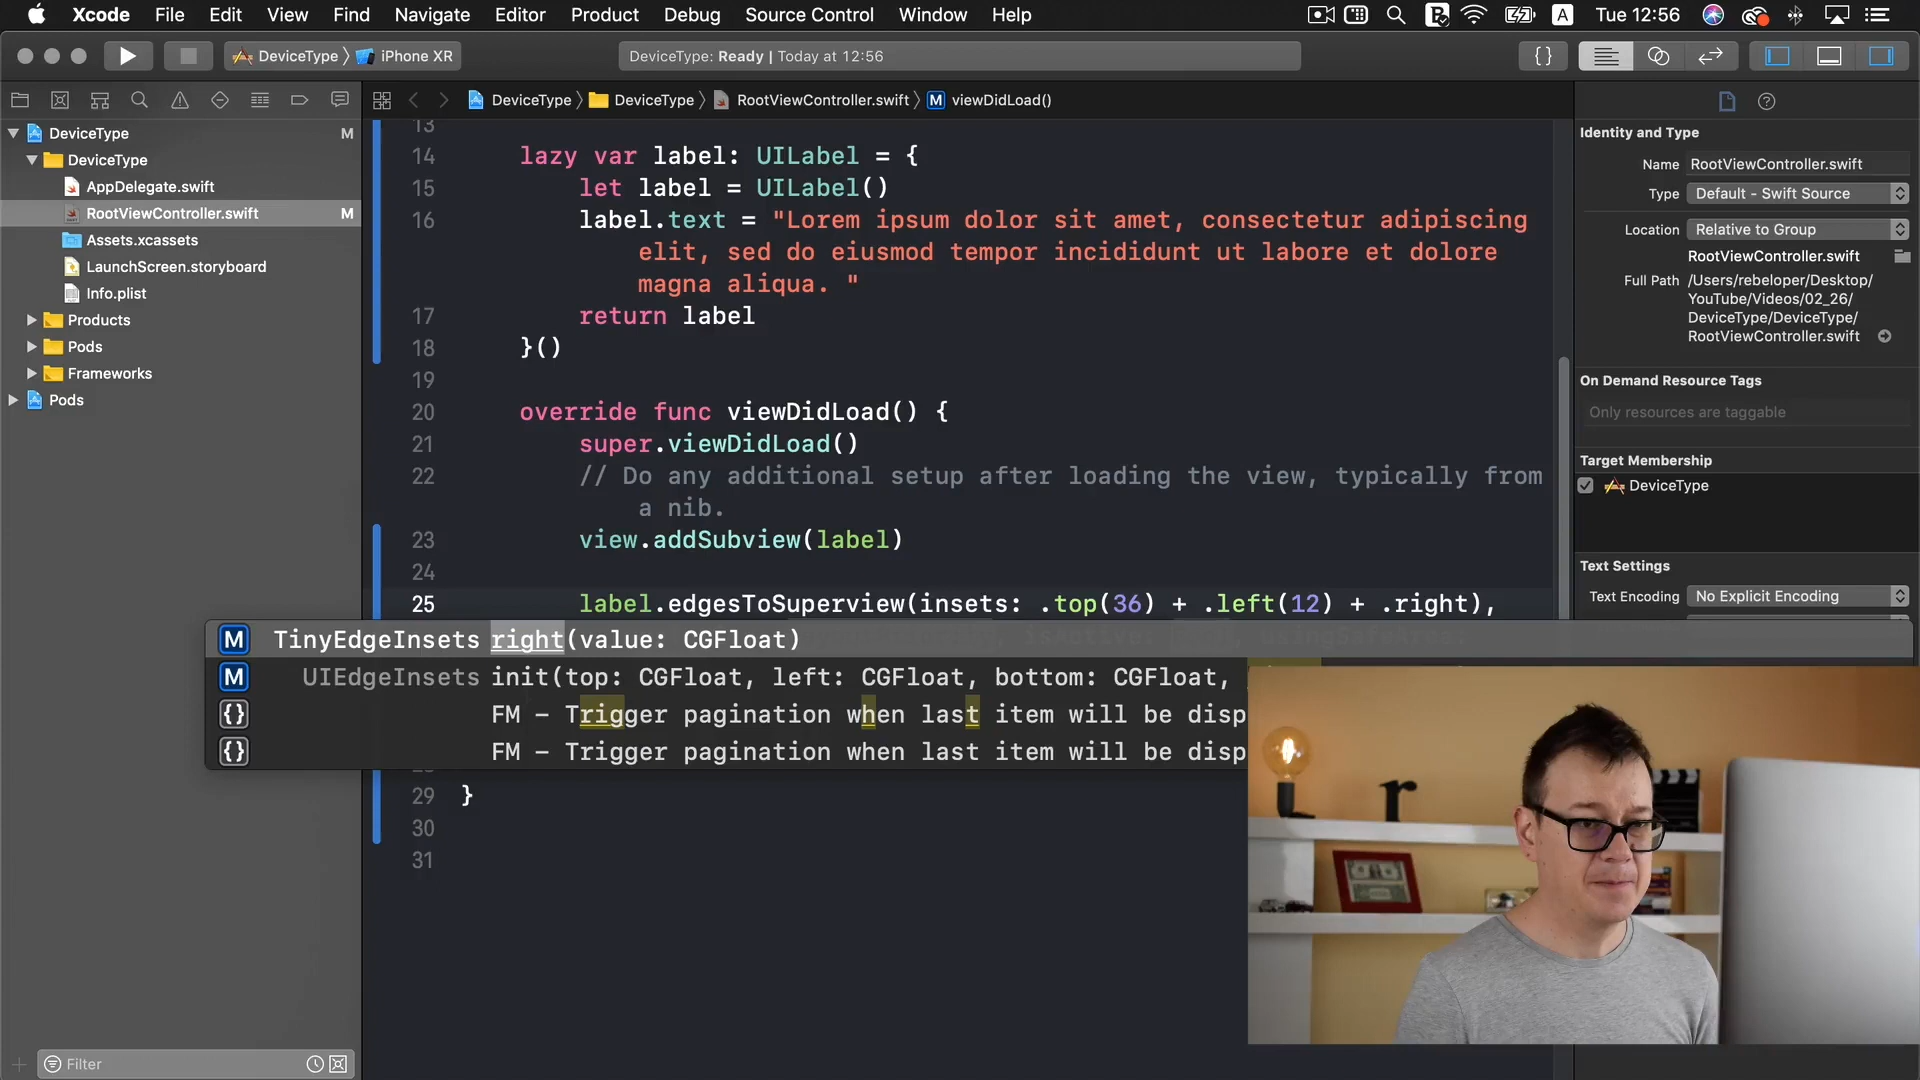 Xcode File Edit View Find Navigate Editor Product Debug Source Control Window Help
A Tue 12:56
DeviceType iPhone XR
DeviceType: Ready | Today at 12:56
{}
DeviceType DeviceType RootViewController.swift M viewDidLoad()
DeviceType M
DeviceType
AppDelegate.swift
RootViewController.swift M
Assets.xcassets
LaunchScreen.storyboard
Info.plist
Products
Pods
Frameworks
Pods
Filter
13
14 lazy var label: UILabel = {
15 let label = UILabel()
16 label.text = "Lorem ipsum dolor sit amet, consectetur adipiscing
elit, sed do eiusmod tempor incididunt ut labore et dolore
magna aliqua. "
17 return label
18 }()
19
20 override func viewDidLoad() {
21 super.viewDidLoad()
22 // Do any additional setup after loading the view, typically from
a nib.
23 view.addSubview(label)
24
25 label.edgesToSuperview(insets: .top(36) + .left(12) + .right),
M TinyEdgeInsets right(value: CGFloat)
M UIEdgeInsets init(top: CGFloat, left: CGFloat, bottom: CGFloat,
{} FM – Trigger pagination when last item will be disp
{} FM – Trigger pagination when last item will be disp
29 }
30
31
Identity and Type
Name RootViewController.swift
Type Default - Swift Source
Location Relative to Group
RootViewController.swift
Full Path /Users/rebeloper/Desktop/
YouTube/Videos/02_26/
DeviceType/DeviceType/
RootViewController.swift
On Demand Resource Tags
Only resources are taggable
Target Membership
DeviceType
Text Settings
Text Encoding No Explicit Encoding